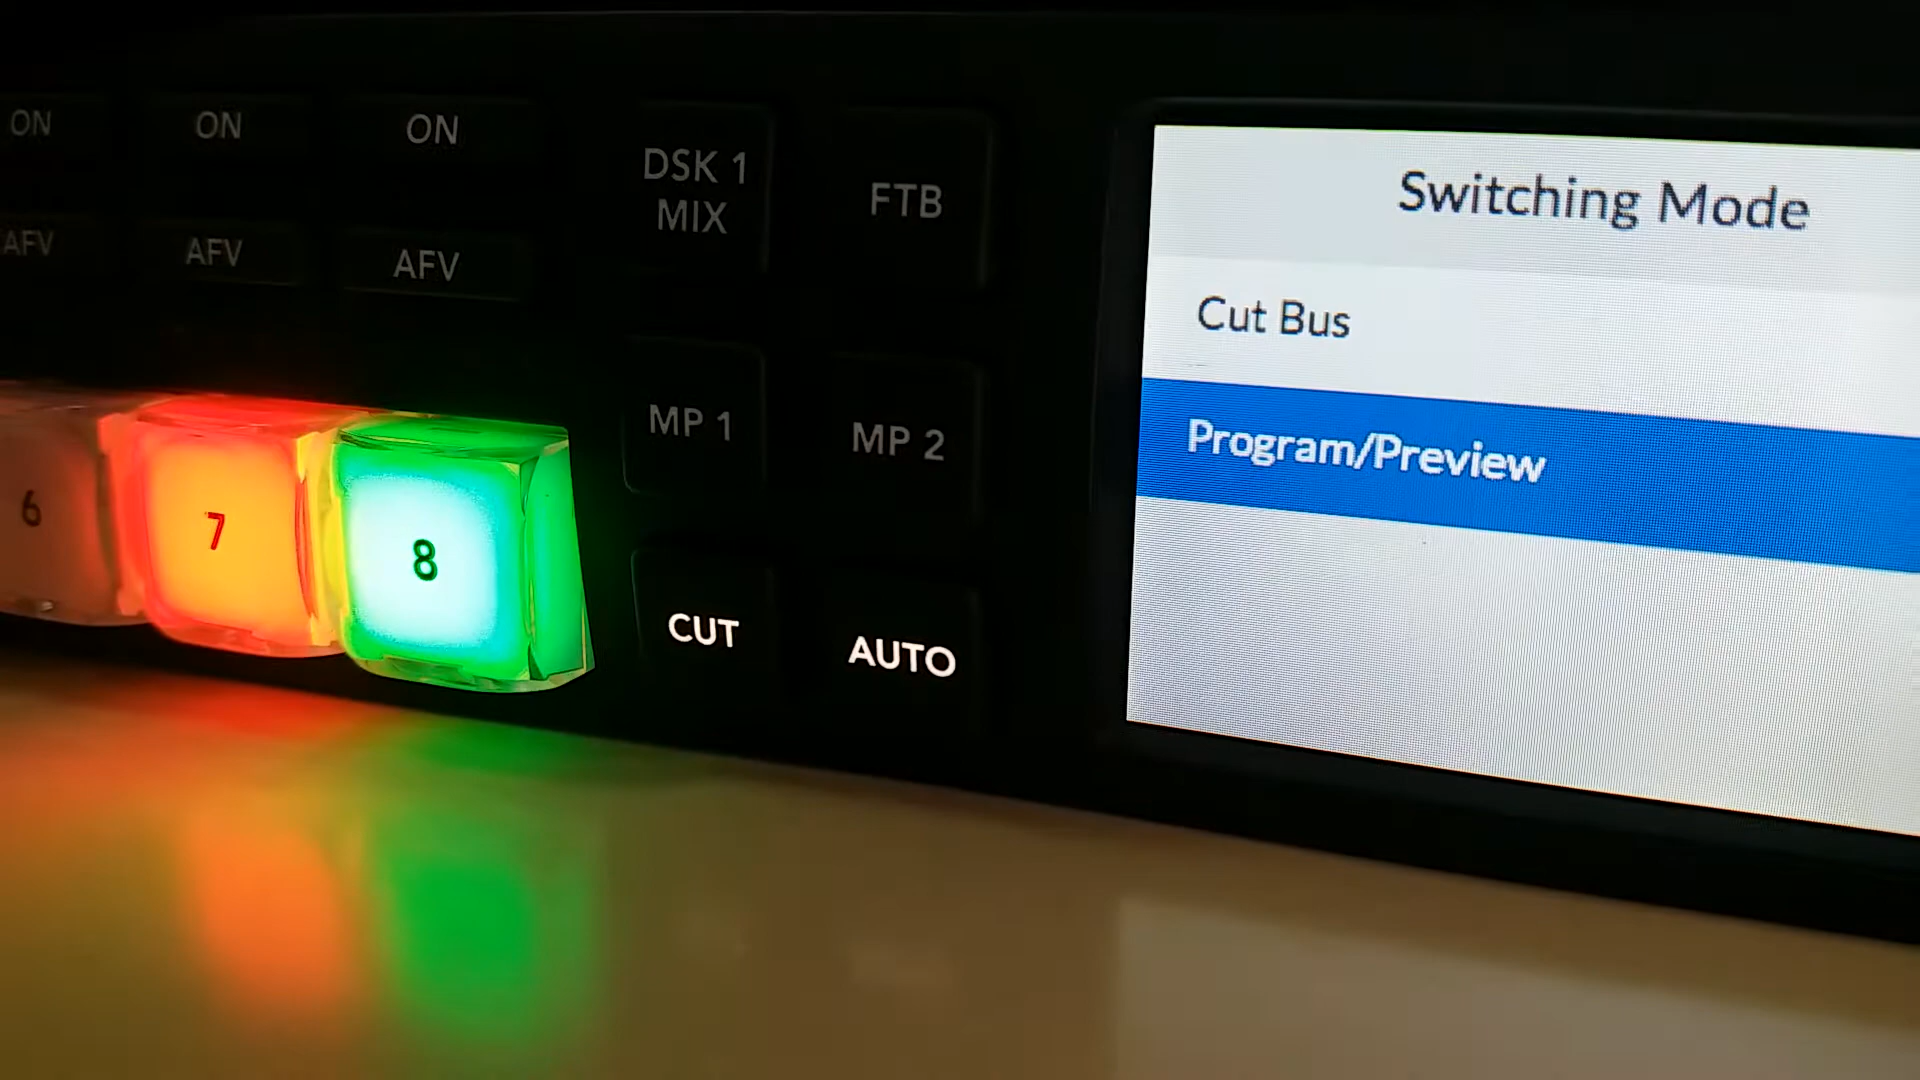 ON
ON
ON
AFV
AFV
AFV
DSK 1
MIX
FTB
MP 1
MP 2
6
7
8
CUT
AUTO
Switching Mode
Cut Bus
Program/Preview